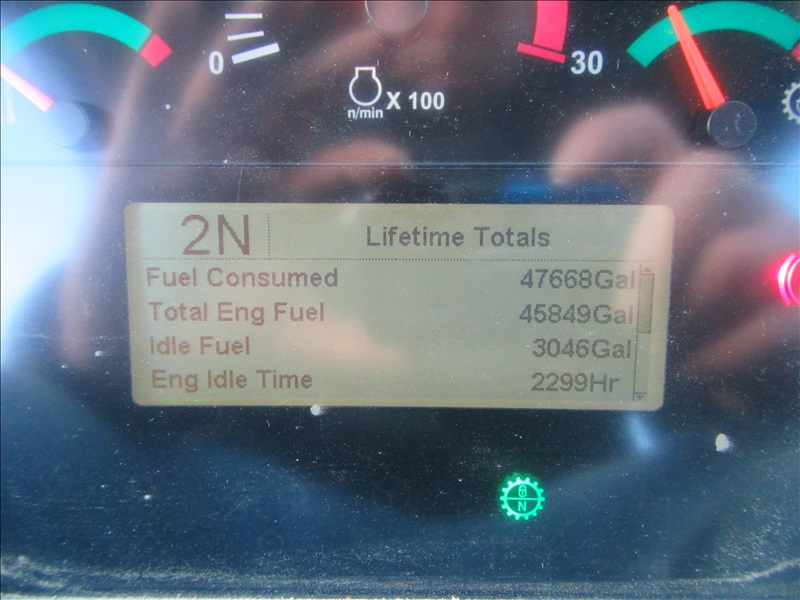 0
30
n/min X 100
2N Lifetime Totals
Fuel Consumed 47668Gal
Total Eng Fuel 45849Gal
Idle Fuel 3046Gal
Eng Idle Time 2299Hr
N